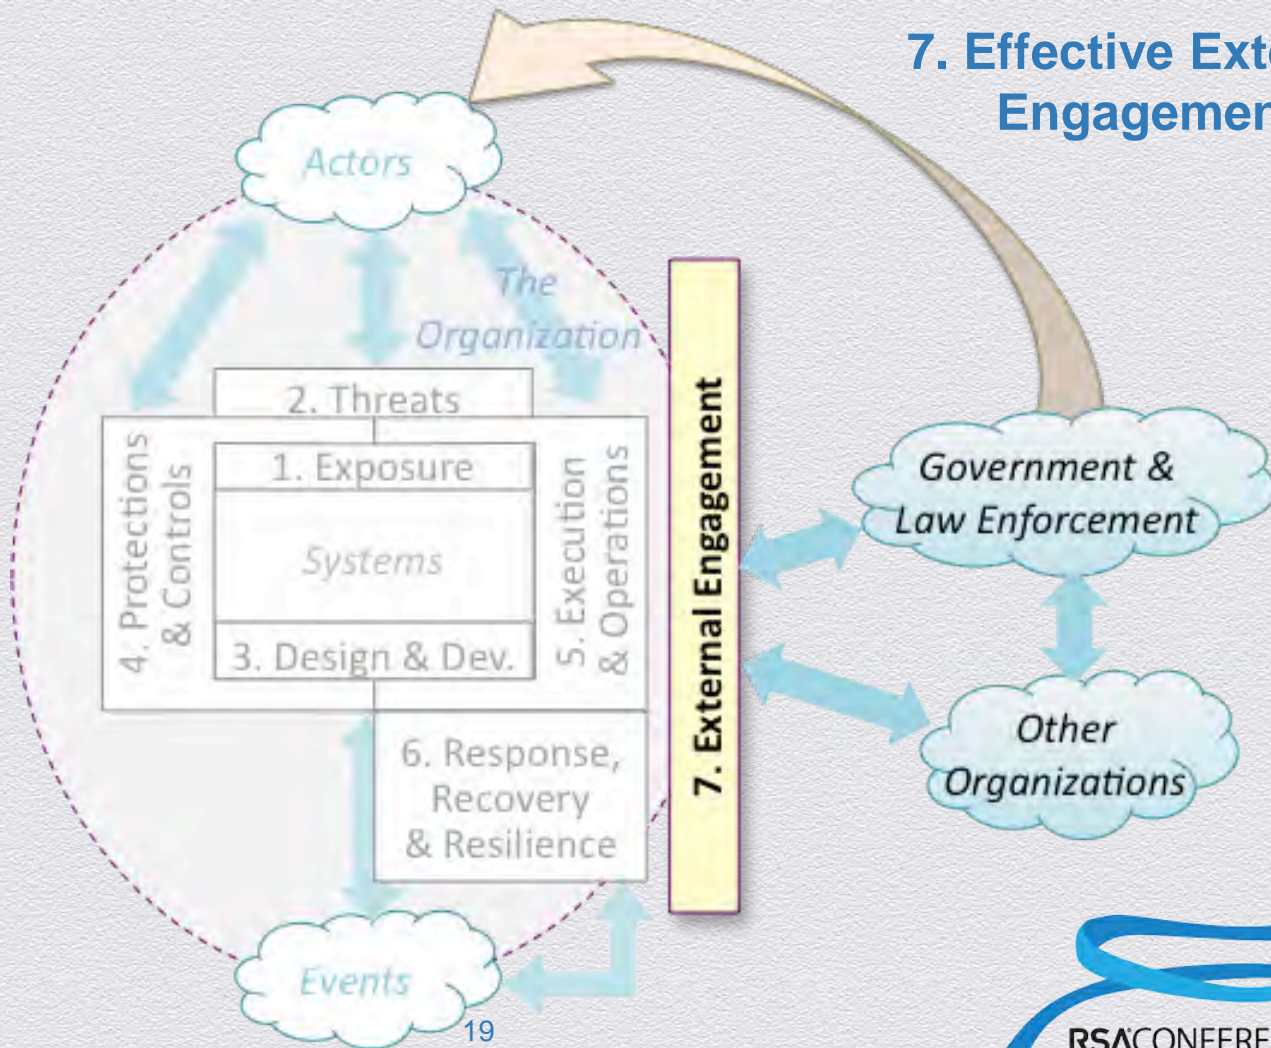 7. Effective Exte
Engagemen
Actors
The
Organization
2. Threats
1. Exposure
Systems
3. Design & Dev.
4. Protections
& Controls
5. Execution
& Operations
6. Response,
Recovery
& Resilience
Events
7. External Engagement
Government &
Law Enforcement
Other
Organizations
19
RSACONFERE